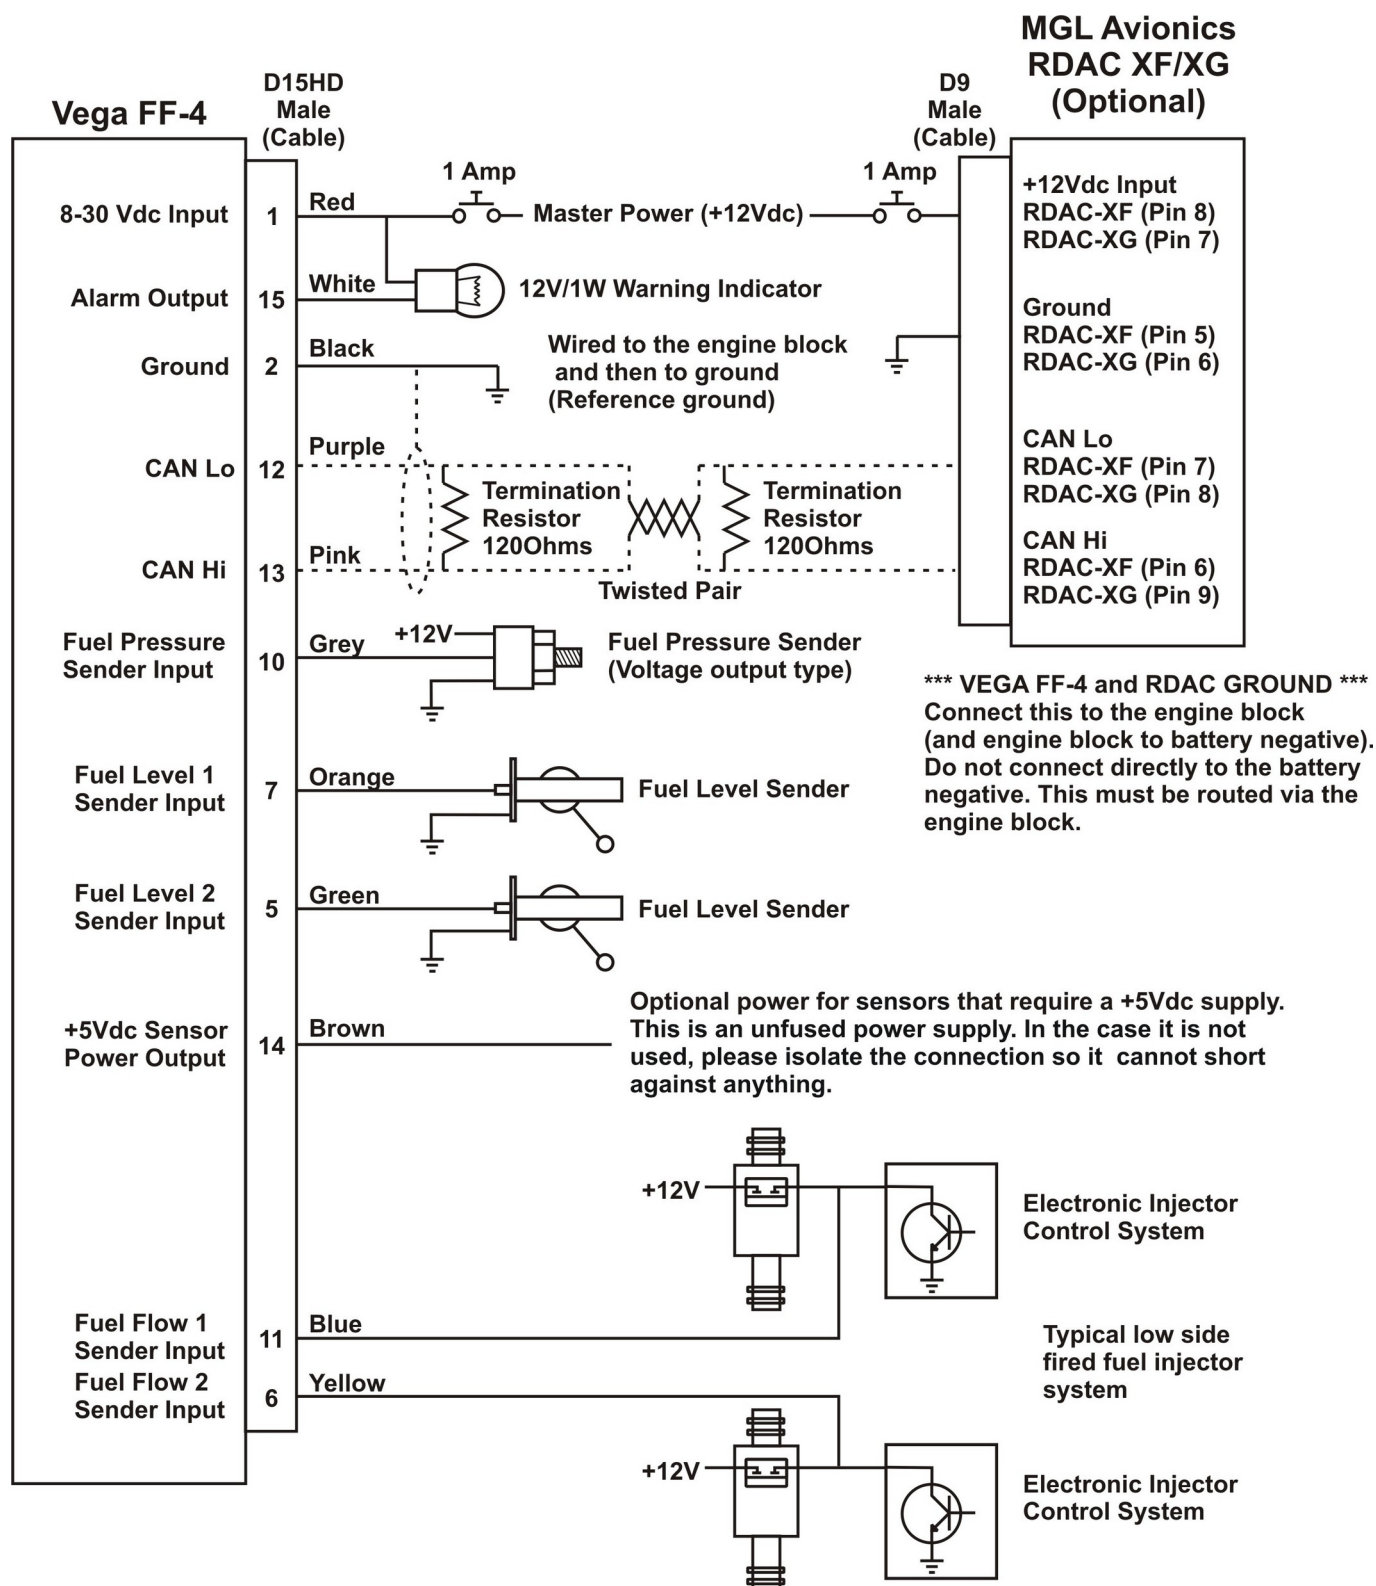 MGL Avionics
RDAC XF/XG
(Optional)
Vega FF-4
D15HD
Male
(Cable)
D9
Male
(Cable)
8-30 Vdc Input
1
Red
1 Amp
Master Power (+12Vdc)
1 Amp
+12Vdc Input
RDAC-XF (Pin 8)
RDAC-XG (Pin 7)
Alarm Output
15
White
12V/1W Warning Indicator
Ground
2
Black
Wired to the engine block
and then to ground
(Reference ground)
Ground
RDAC-XF (Pin 5)
RDAC-XG (Pin 6)
CAN Lo
12
Purple
Termination
Resistor
120Ohms
Termination
Resistor
120Ohms
CAN Lo
RDAC-XF (Pin 7)
RDAC-XG (Pin 8)
CAN Hi
13
Pink
Twisted Pair
CAN Hi
RDAC-XF (Pin 6)
RDAC-XG (Pin 9)
Fuel Pressure
Sender Input
10
Grey
+12V
Fuel Pressure Sender
(Voltage output type)
*** VEGA FF-4 and RDAC GROUND ***
Connect this to the engine block
(and engine block to battery negative).
Do not connect directly to the battery
negative. This must be routed via the
engine block.
Fuel Level 1
Sender Input
7
Orange
Fuel Level Sender
Fuel Level 2
Sender Input
5
Green
Fuel Level Sender
+5Vdc Sensor
Power Output
14
Brown
Optional power for sensors that require a +5Vdc supply.
This is an unfused power supply. In the case it is not
used, please isolate the connection so it cannot short
against anything.
+12V
Electronic Injector
Control System
Fuel Flow 1
Sender Input
11
Blue
Typical low side
fired fuel injector
system
Fuel Flow 2
Sender Input
6
Yellow
+12V
Electronic Injector
Control System